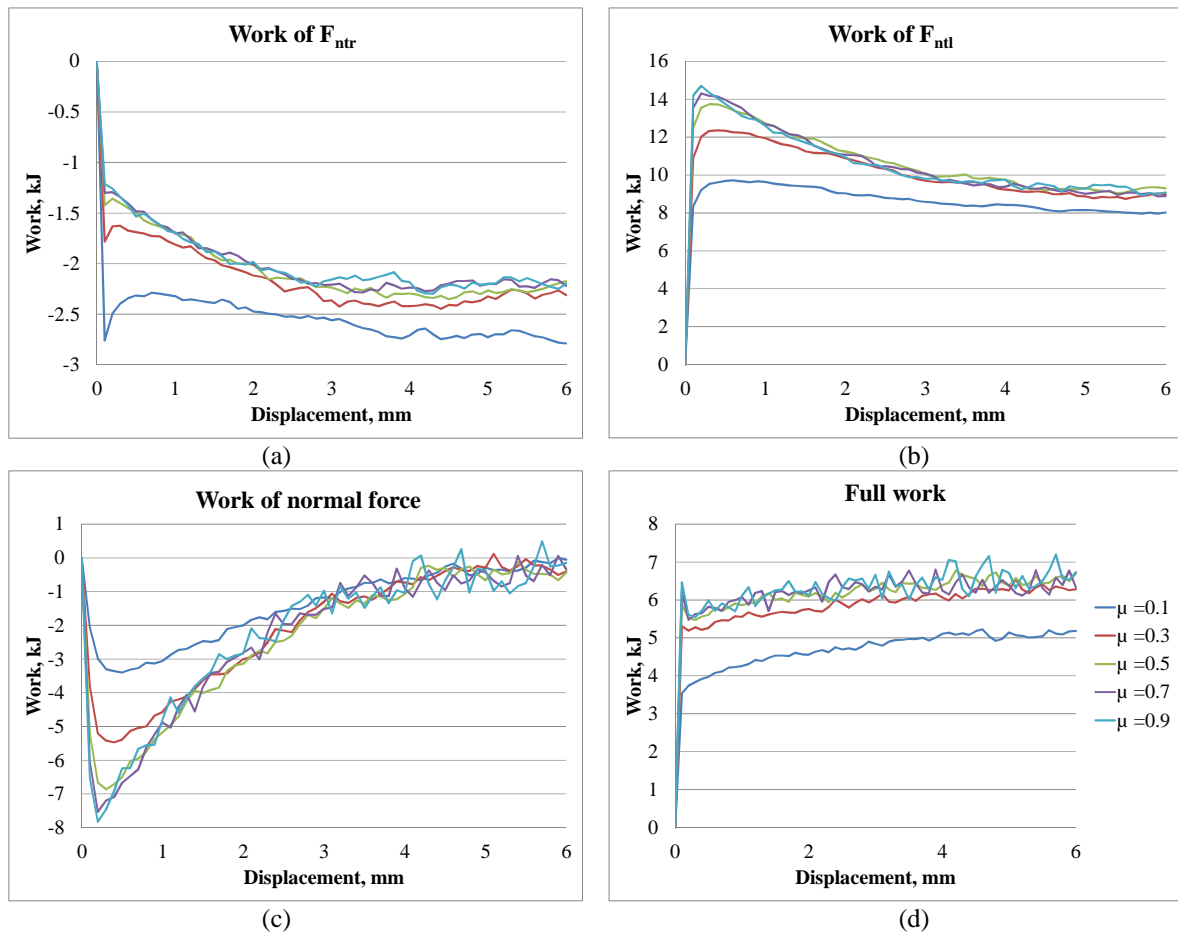 Work of Fntr
0
-0.5
-1
-1.5
-2
-2.5
-3
Work, kJ
0 1 2 3 4 5 6
Displacement, mm
(a)
Work of Fntl
16
14
12
10
8
6
4
2
0
Work, kJ
0 1 2 3 4 5 6
Displacement, mm
(b)
Work of normal force
1
0
-1
-2
-3
-4
-5
-6
-7
-8
Work, kJ
0 1 2 3 4 5 6
Displacement, mm
(c)
Full work
8
7
6
5
4
3
2
1
0
Work, kJ
0 2 4 6
Displacement, mm
μ =0.1
μ =0.3
μ =0.5
μ =0.7
μ =0.9
(d)